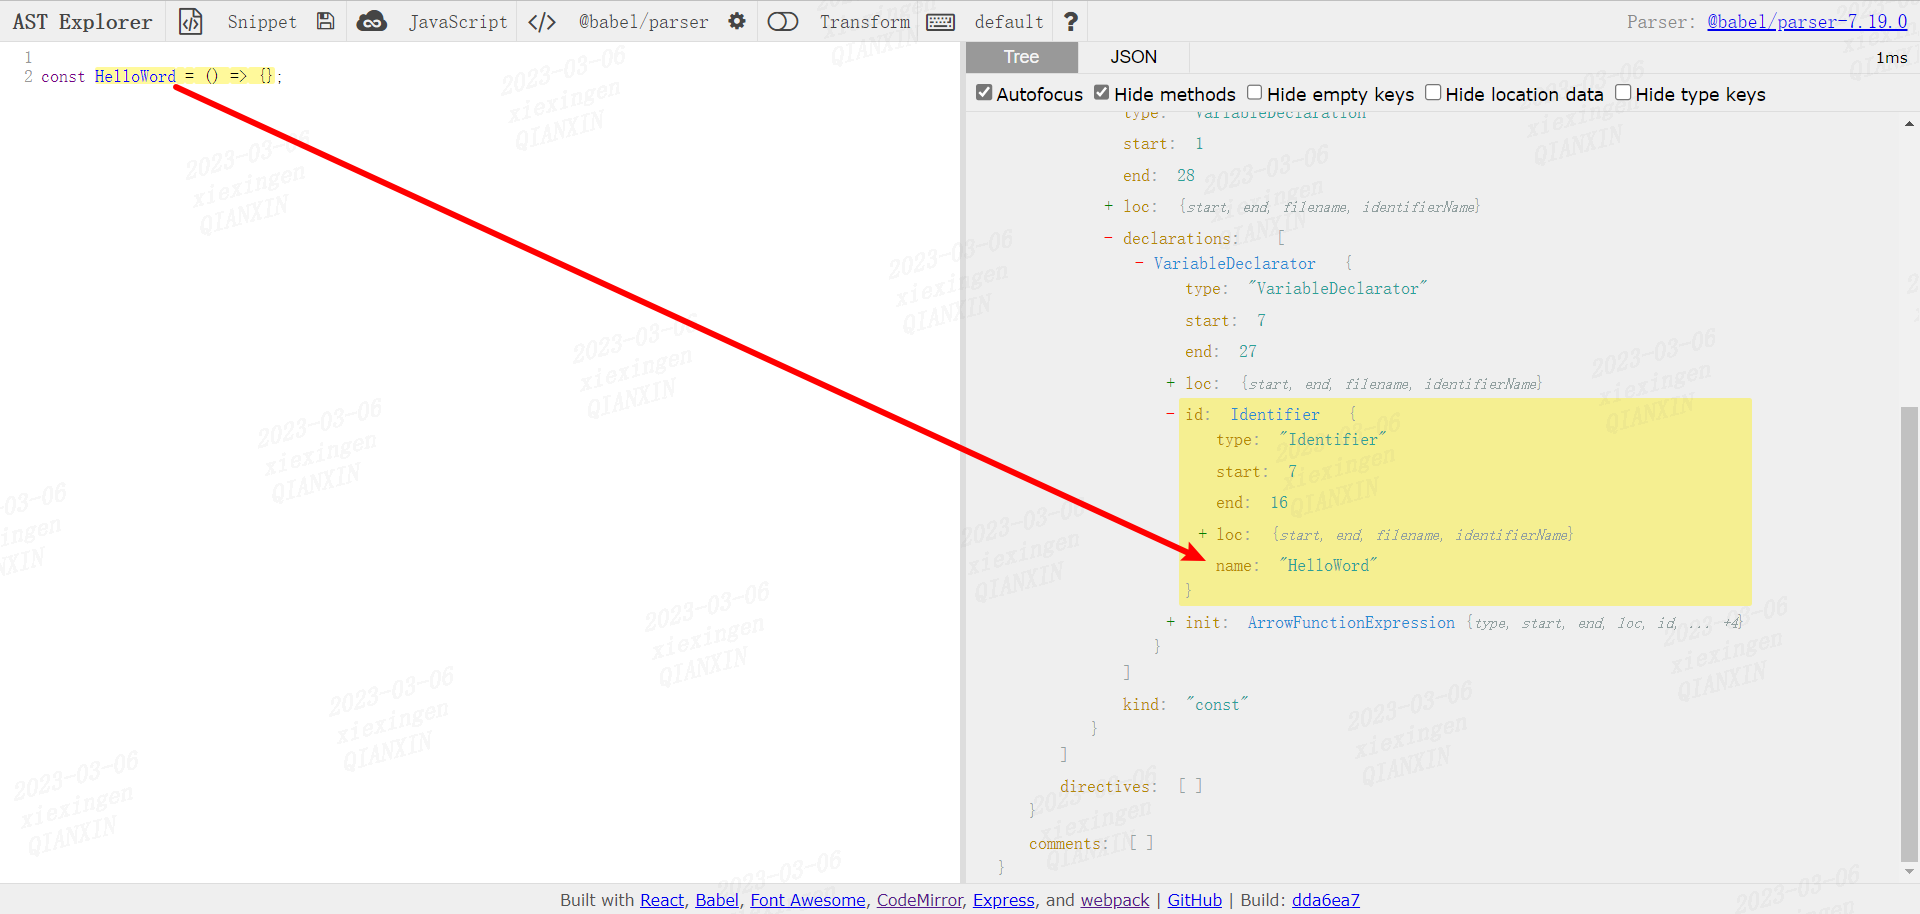 AST Explorer Snippet JavaScript </> @babel/parser Transform default ? Parser: @babel/parser-7.19.0
Tree JSON 1ms
Autofocus Hide methods Hide empty keys Hide location data Hide type keys
1
2 const HelloWord = () => {};
type: "VariableDeclaration
start: 1
end: 28
+ loc: {start, end, filename, identifierName}
- declarations: [
- VariableDeclarator {
type: "VariableDeclarator"
start: 7
end: 27
+ loc: {start, end, filename, identifierName}
- id: Identifier {
type: "Identifier"
start: 7
end: 16
+ loc: {start, end, filename, identifierName}
name: "HelloWord"
}
+ init: ArrowFunctionExpression {type, start, end, loc, id, ... +4}
}
]
kind: "const"
}
]
directives: [ ]
}
comments: [ ]
}
Built with React, Babel, Font Awesome, CodeMirror, Express, and webpack | GitHub | Build: dda6ea7
2023-03-06
xiexingen
QIANXIN